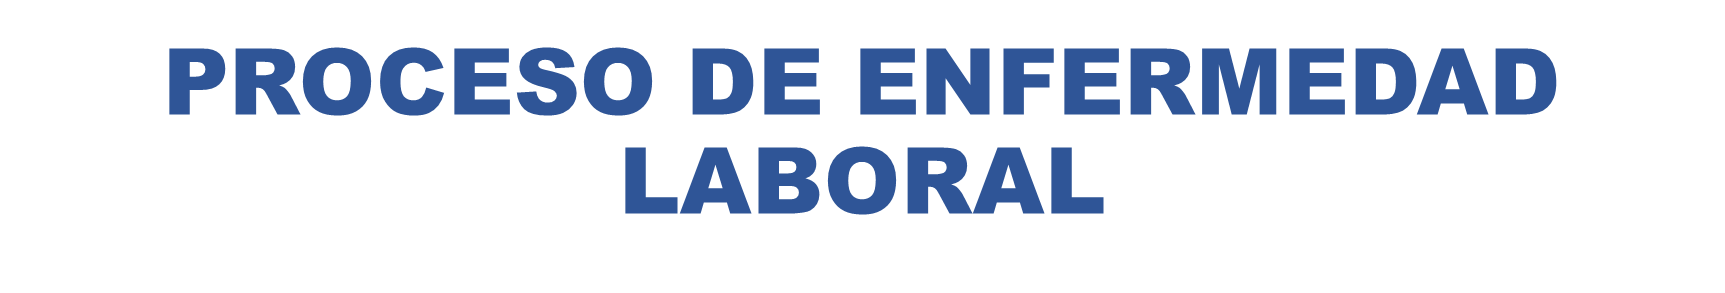 PROCESO DE ENFERMEDAD
LABORAL